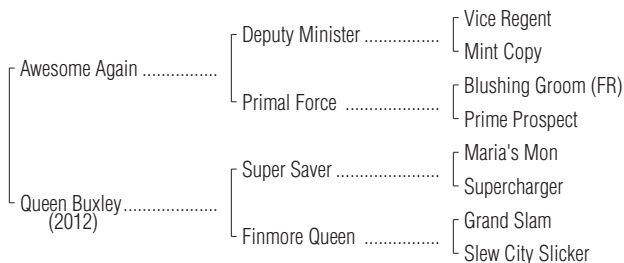 Vice Regent
Deputy Minister ..................
Mint Copy
Awesome Again ................
Blushing Groom (FR)
Primal Force ....................
Prime Prospect
Maria's Mon
Super Saver ......................
Supercharger
Queen Buxley....................
(2012)
Grand Slam
Finmore Queen ................
Slew City Slicker